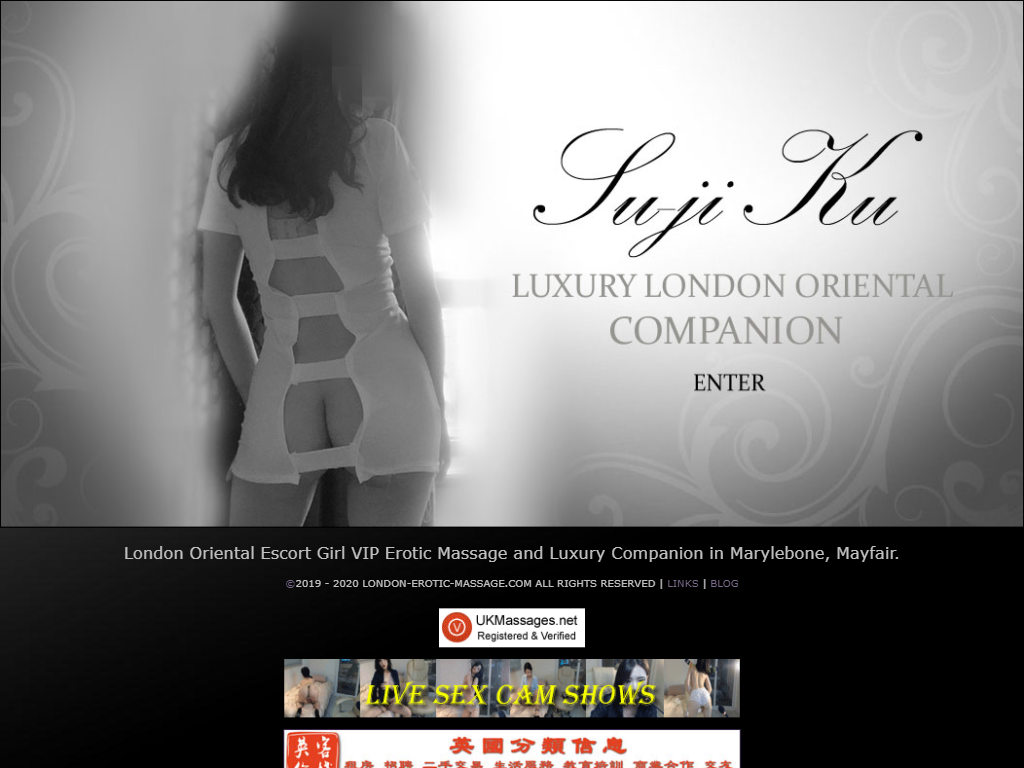 Su-ji Ku
LUXURY LONDON ORIENTAL
COMPANION
ENTER
London Oriental Escort Girl VIP Erotic Massage and Luxury Companion in Marylebone, Mayfair.
©2019 - 2020 LONDON-EROTIC-MASSAGE.COM ALL RIGHTS RESERVED | LINKS | BLOG
UKMassages.net
Registered & Verified
LIVE SEX CAM SHOWS
英國分類信息